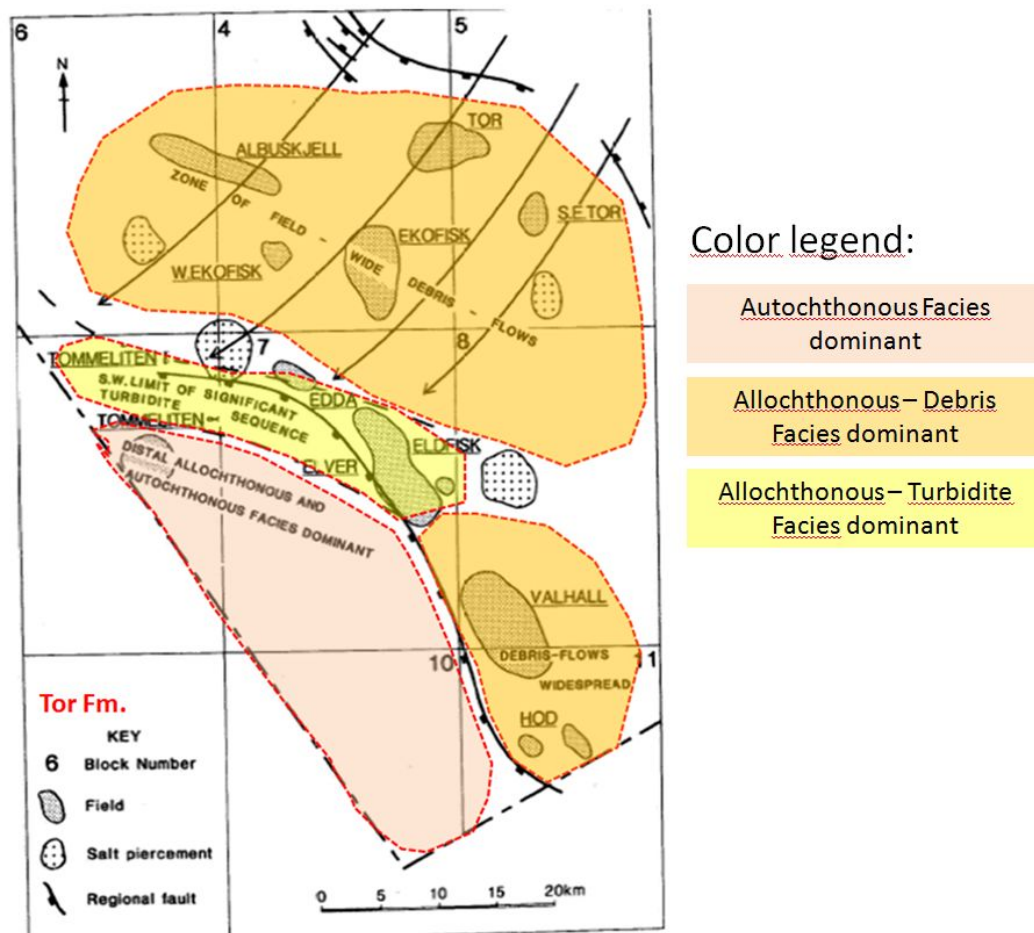 6
4
5
N
TOR
ALBUSKJELL
ZONE OF FIELD - WIDE DEBRIS - FLOWS
S.E.TOR
EKOFISK
W.EKOFISK
7
8
TOMMELITEN
EDDA
S.W. LIMIT OF SIGNIFICANT
TURBIDITE SEQUENCE
TOMMELITEN
ELDFISK
ELVER
DISTAL ALLOCHTHONOUS AND
AUTOCHTHONOUS FACIES DOMINANT
VALHALL
10
DEBRIS-FLOWS
11
WIDESPREAD
HOD
Tor Fm.
KEY
6 Block Number
Field
Salt piercement
Regional fault
0 5 10 15 20km
Color legend:
Autochthonous Facies
dominant
Allochthonous – Debris
Facies dominant
Allochthonous – Turbidite
Facies dominant